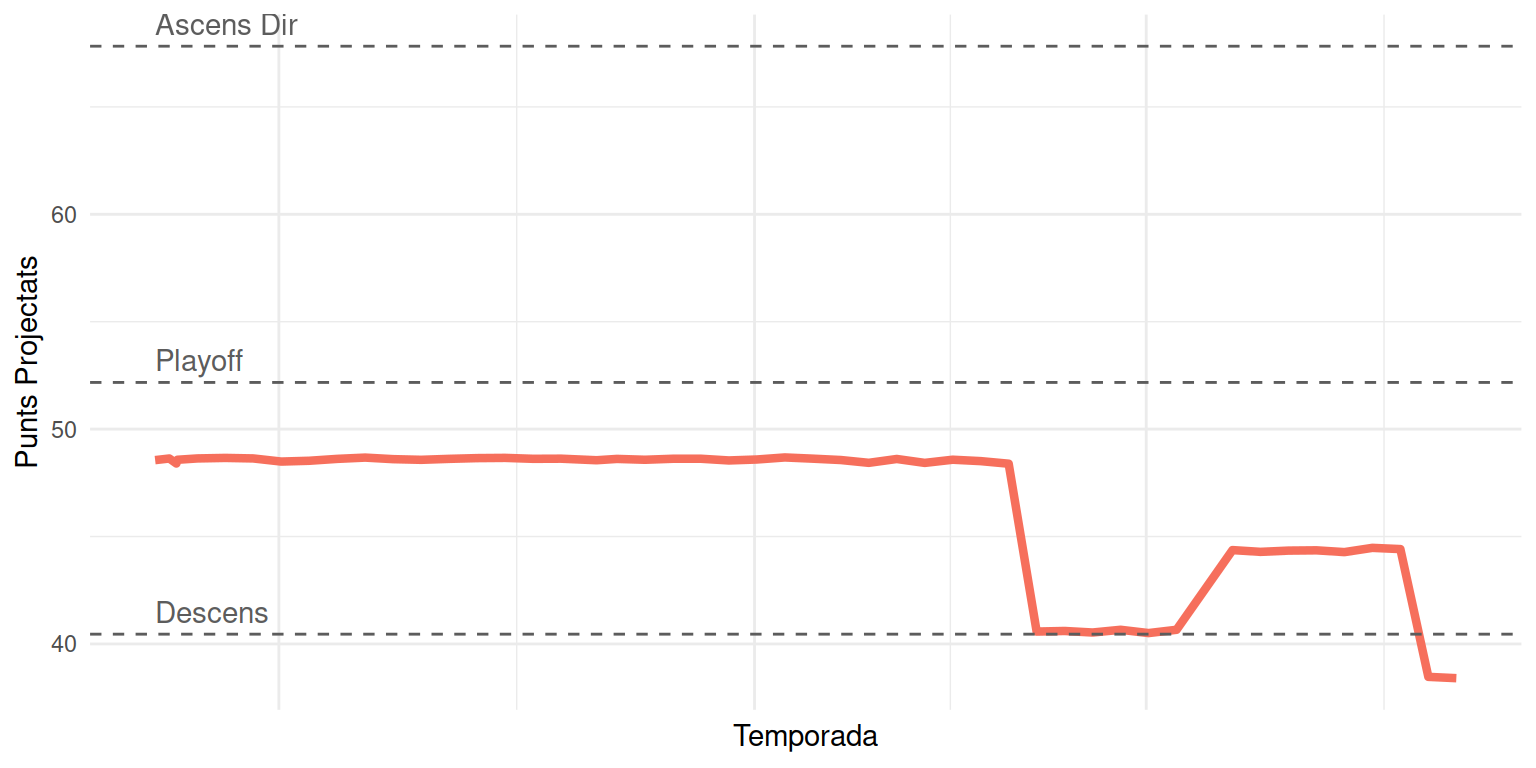 Ascens Dir
60
Playoff
50
Descens
40
Punts Projectats
Temporada